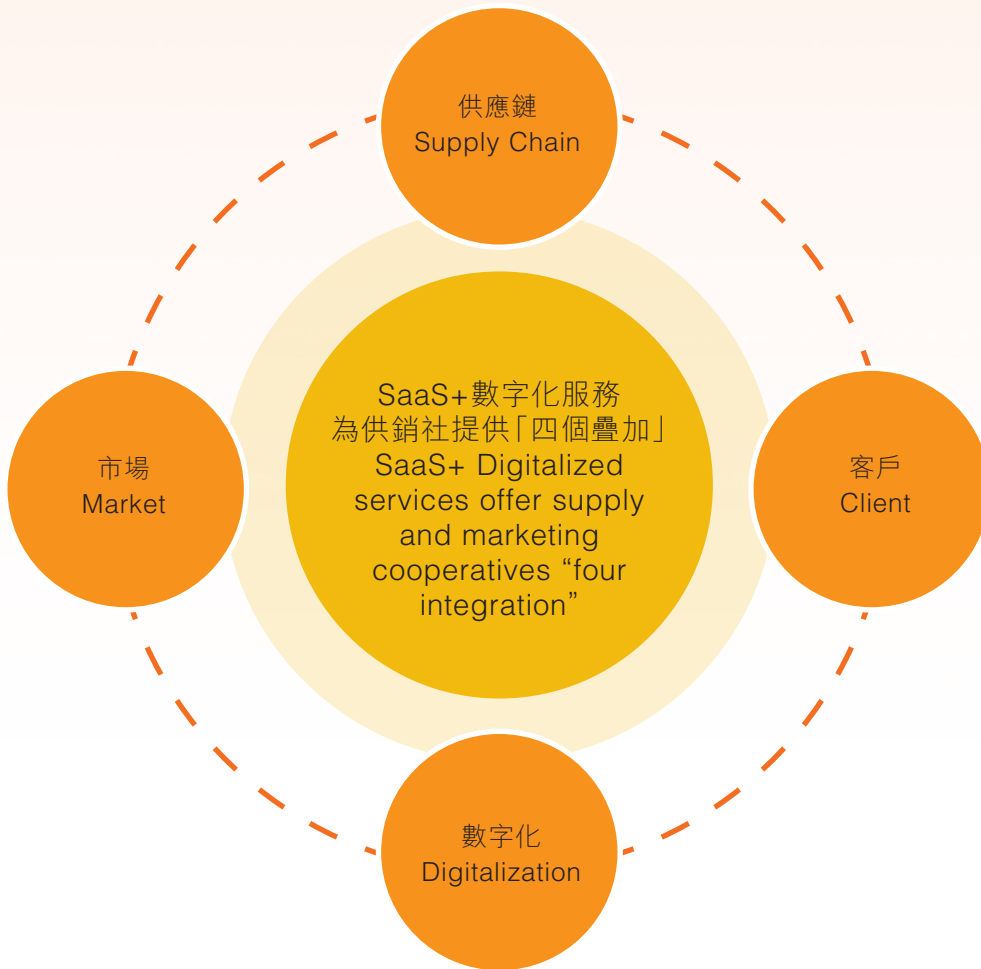 供應鏈
Supply Chain
市場
Market
SaaS+數字化服務
為供銷社提供「四個疊加」
SaaS+ Digitalized
services offer supply
and marketing
cooperatives “four
integration”
客戶
Client
數字化
Digitalization